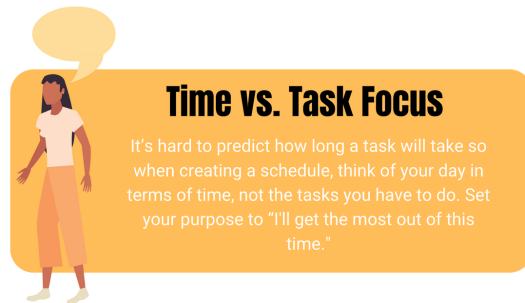 Time vs. Task Focus
It's hard to predict how long a task will take so
when creating a schedule, think of your day in
terms of time, not the tasks you have to do. Set
your purpose to “I'll get the most out of this
time."